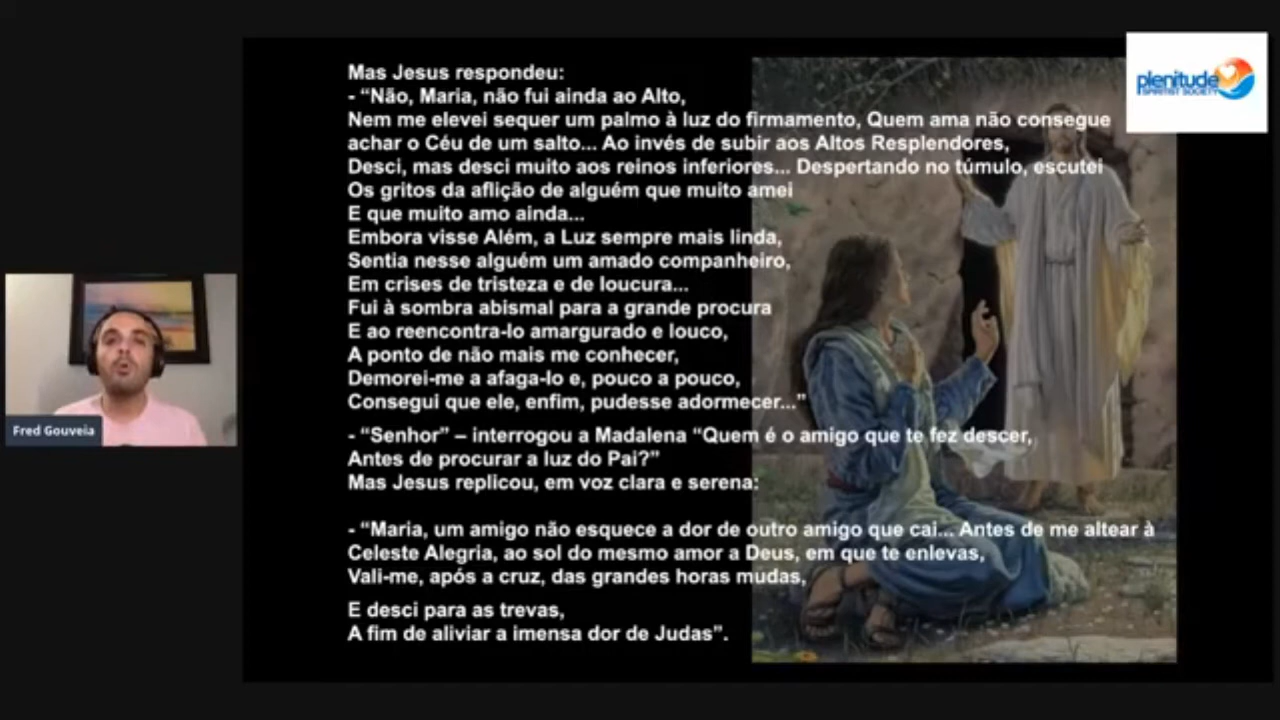 Mas Jesus respondeu:
- “Não, Maria, não fui ainda ao Alto,
Nem me elevei sequer um palmo à luz do firmamento, Quem ama não consegue
achar o Céu de um salto... Ao invés de subir aos Altos Resplendores,
Desci, mas desci muito aos reinos inferiores... Despertando no túmulo, escutei
Os gritos da aflição de alguém que muito amei
E que muito amo ainda...
Embora visse Além, a Luz sempre mais linda,
Sentia nesse alguém um amado companheiro,
Em crises de tristeza e de loucura...
Fui à sombra abismal para a grande procura
E ao reencontra-lo amargurado e louco,
A ponto de não mais me conhecer,
Demorei-me a afaga-lo e, pouco a pouco,
Consegui que ele, enfim, pudesse adormecer...”
- “Senhor” – interrogou a Madalena “Quem é o amigo que te fez descer,
Antes de procurar a luz do Pai?”
Mas Jesus replicou, em voz clara e serena:
- “Maria, um amigo não esquece a dor de outro amigo que cai... Antes de me altear à
Celeste Alegria, ao sol do mesmo amor a Deus, em que te enlevas,
Vali-me, após a cruz, das grandes horas mudas,
E desci para as trevas,
A fim de aliviar a imensa dor de Judas”.
plenitude
SPIRITIST SOCIETY
Fred Gouveia